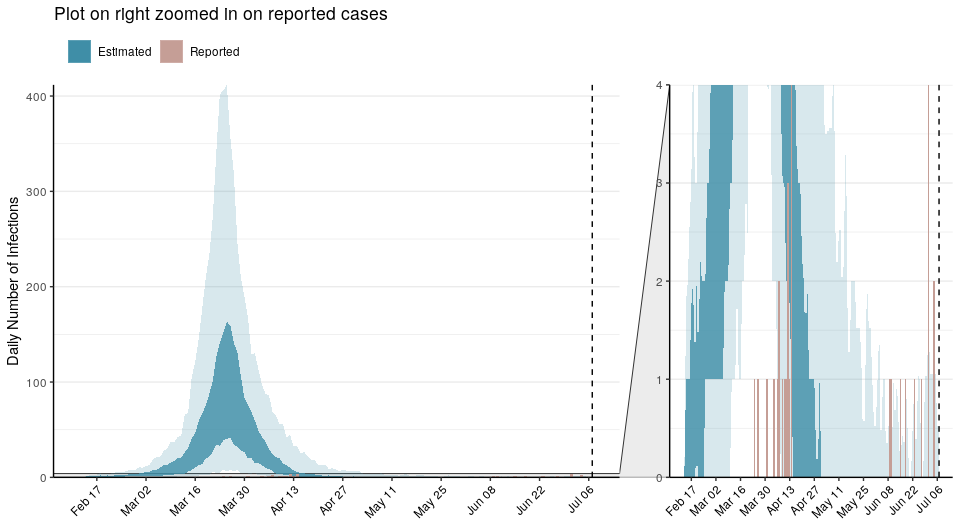 Plot on right zoomed in on reported cases
Estimated Reported
Daily Number of Infections
400
300
200
100
0
Feb 17 Mar 02 Mar 16 Mar 30 Apr 13 Apr 27 May 11 May 25 Jun 08 Jun 22 Jul 06
4
3
2
1
0
Feb 17 Mar 02 Mar 16 Mar 30 Apr 13 Apr 27 May 11 May 25 Jun 08 Jun 22 Jul 06